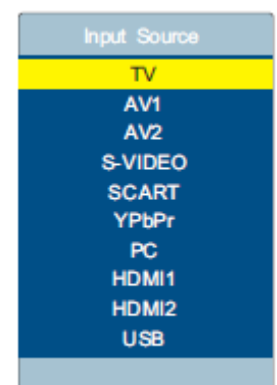 Input Source
TV
AV1
AV2
S-VIDEO
SCART
YPbPr
PC
HDMI1
HDMI2
USB